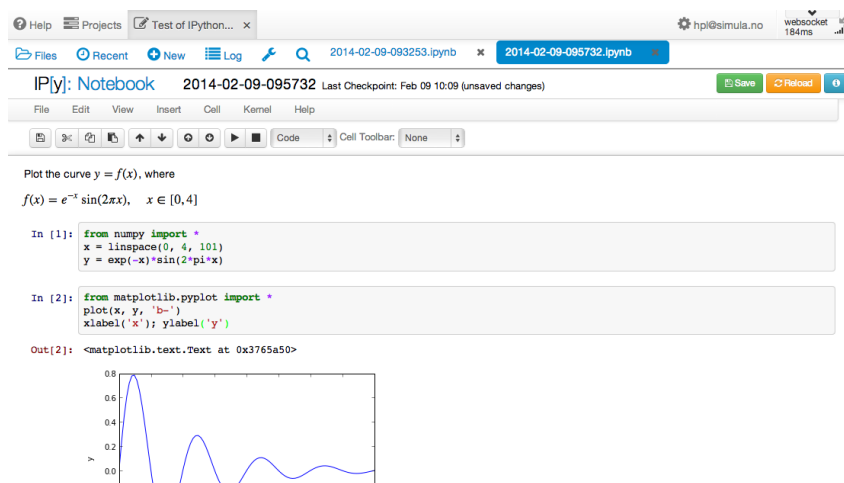 Help Projects Test of IPython... × hpl@simula.no websocket 184ms
Files Recent New Log 2014-02-09-093253.ipynb × 2014-02-09-095732.ipynb
IP[y]: Notebook 2014-02-09-095732 Last Checkpoint: Feb 09 10:09 (unsaved changes) Save Reload
File Edit View Insert Cell Kernel Help
Code Cell Toolbar: None
Plot the curve y = f(x), where
f(x) = e^{-x} sin(2πx), x ∈ [0, 4]
In [1]: from numpy import *
x = linspace(0, 4, 101)
y = exp(-x)*sin(2*pi*x)
In [2]: from matplotlib.pyplot import *
plot(x, y, 'b-')
xlabel('x'); ylabel('y')
Out[2]: <matplotlib.text.Text at 0x3765a50>
0.8
0.6
0.4
0.2
y
0.0